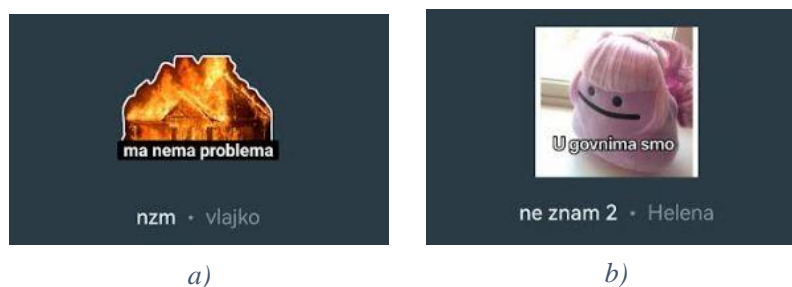 ma nema problema
nzm • vlajko
a)
U govnima smo
ne znam 2 • Helena
b)